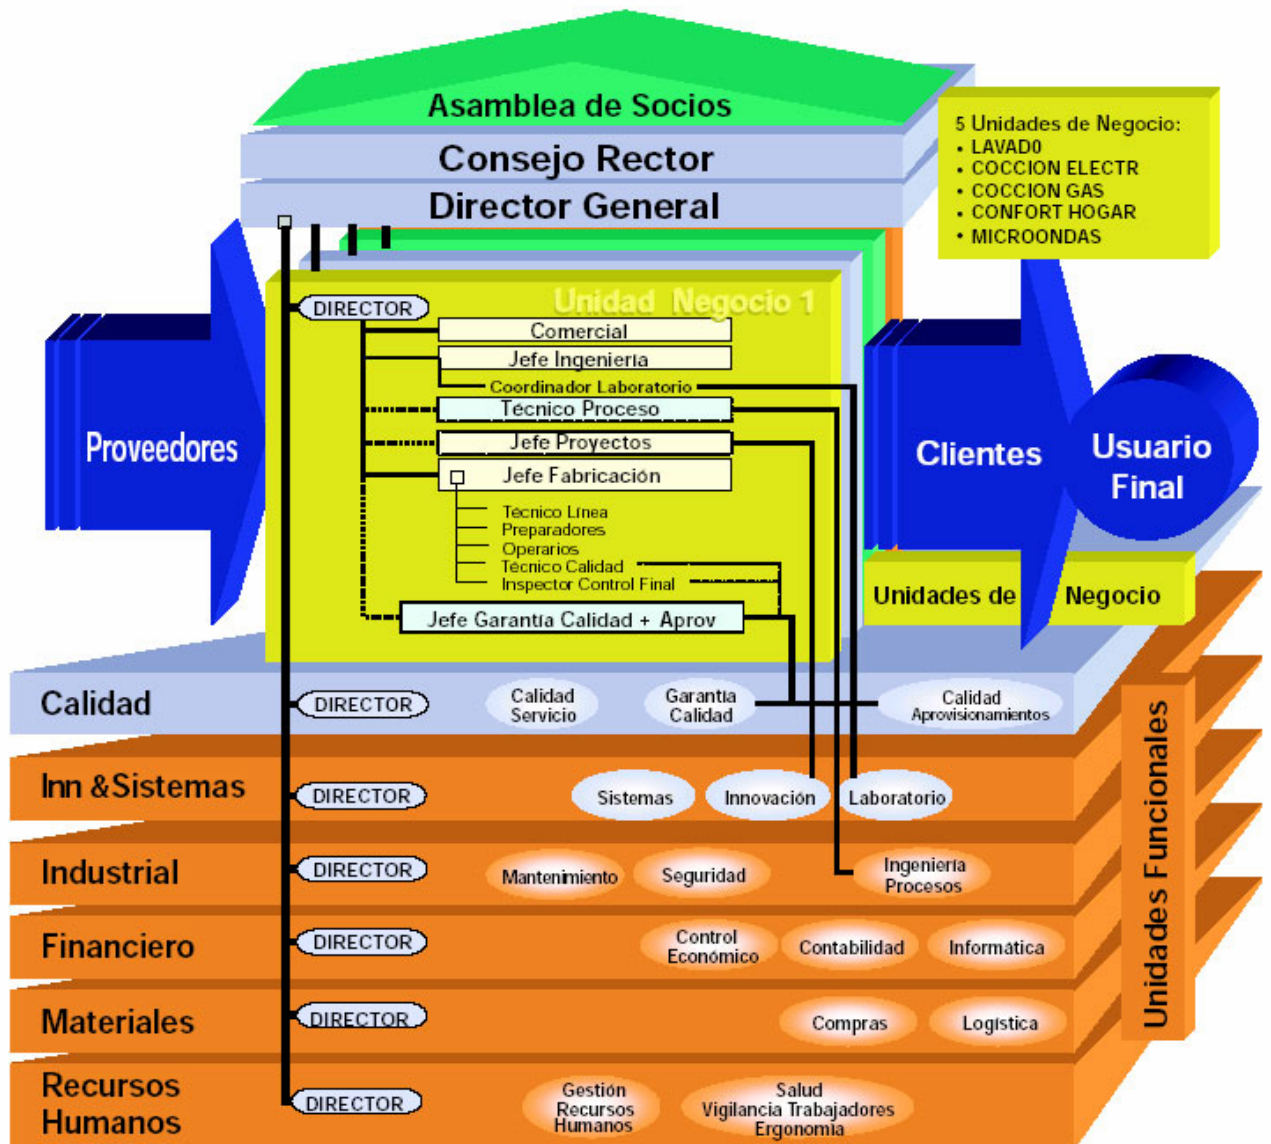 Asamblea de Socios
Consejo Rector
Director General
5 Unidades de Negocio:
• LAVADO
• COCCION ELECTR
• COCCION GAS
• CONFORT HOGAR
• MICROONDAS
Proveedores
Unidad Negocio 1
DIRECTOR
Comercial
Jefe Ingeniería
Coordinador Laboratorio
Técnico Proceso
Jefe Proyectos
Jefe Fabricación
Técnico Línea
Preparadores
Operarios
Técnico Calidad
Inspector Control Final
Jefe Garantía Calidad + Aprov
Clientes
Usuario
Final
Unidades de Negocio
Calidad
DIRECTOR
Calidad
Servicio
Garantía
Calidad
Calidad
Aprovisionamientos
Inn &Sistemas
DIRECTOR
Sistemas
Innovación
Laboratorio
Industrial
DIRECTOR
Mantenimiento
Seguridad
Ingeniería
Procesos
Financiero
DIRECTOR
Control
Económico
Contabilidad
Informática
Materiales
DIRECTOR
Compras
Logística
Recursos
Humanos
DIRECTOR
Gestión
Recursos
Humanos
Salud
Vigilancia Trabajadores
Ergonomía
Unidades Funcionales